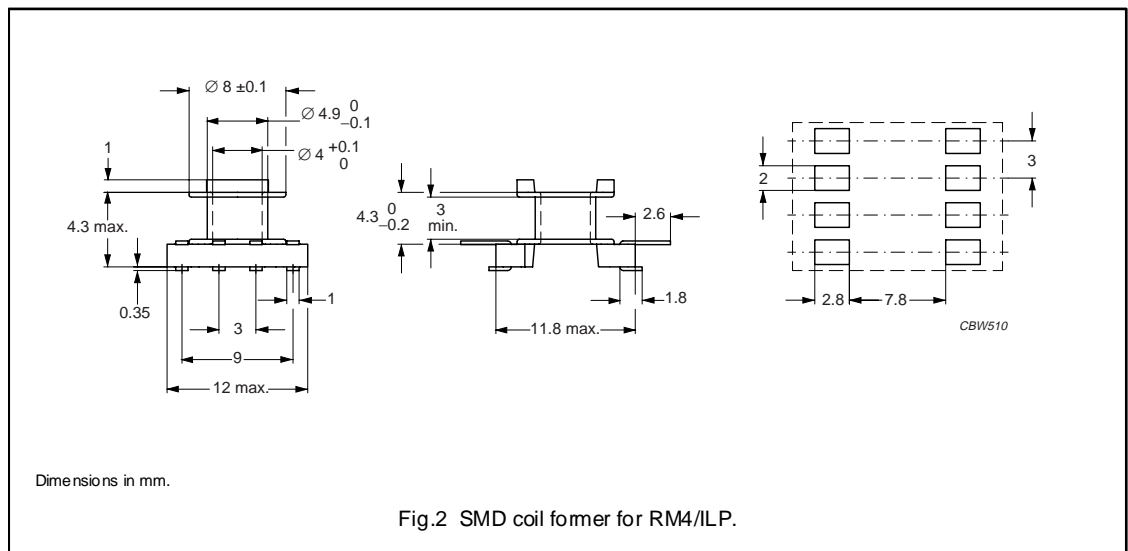 ∅ 8 ±0.1
∅ 4.9 0 −0.1
∅ 4 +0.1 0
1
4.3 max.
0.35
1
3
9
12 max.
4.3 0 −0.2
3 min.
2.6
1.8
11.8 max.
2
3
2.8
7.8
CBW510
Dimensions in mm.
Fig.2 SMD coil former for RM4/ILP.